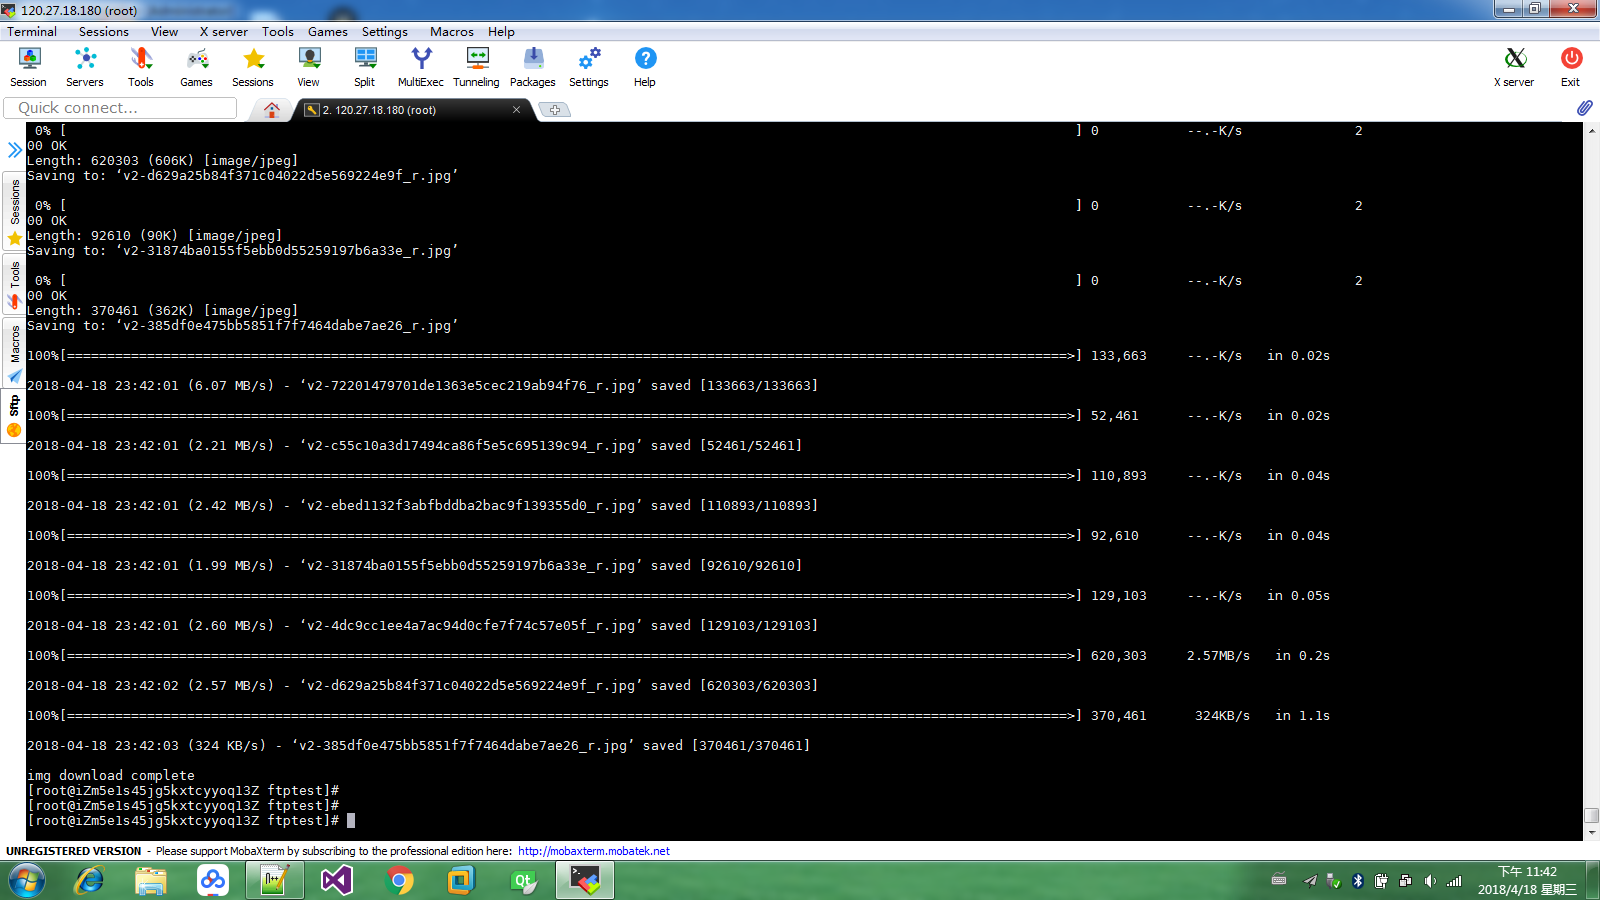 120.27.18.180 (root)
Terminal Sessions View X server Tools Games Settings Macros Help
Session Servers Tools Games Sessions View Split MultiExec Tunneling Packages Settings Help X server Exit
Quick connect...
2. 120.27.18.180 (root)
Sessions
Tools
Macros
Sftp
0% [ ] 0 --.-K/s 2
00 OK
Length: 620303 (606K) [image/jpeg]
Saving to: ‘v2-d629a25b84f371c04022d5e569224e9f_r.jpg’
0% [ ] 0 --.-K/s 2
00 OK
Length: 92610 (90K) [image/jpeg]
Saving to: ‘v2-31874ba0155f5ebb0d55259197b6a33e_r.jpg’
0% [ ] 0 --.-K/s 2
00 OK
Length: 370461 (362K) [image/jpeg]
Saving to: ‘v2-385df0e475bb5851f7f7464dabe7ae26_r.jpg’
100%[=============================================================================================================================>] 133,663 --.-K/s in 0.02s
2018-04-18 23:42:01 (6.07 MB/s) - ‘v2-72201479701de1363e5cec219ab94f76_r.jpg’ saved [133663/133663]
100%[=============================================================================================================================>] 52,461 --.-K/s in 0.02s
2018-04-18 23:42:01 (2.21 MB/s) - ‘v2-c55c10a3d17494ca86f5e5c695139c94_r.jpg’ saved [52461/52461]
100%[=============================================================================================================================>] 110,893 --.-K/s in 0.04s
2018-04-18 23:42:01 (2.42 MB/s) - ‘v2-ebed1132f3abfbddba2bac9f139355d0_r.jpg’ saved [110893/110893]
100%[=============================================================================================================================>] 92,610 --.-K/s in 0.04s
2018-04-18 23:42:01 (1.99 MB/s) - ‘v2-31874ba0155f5ebb0d55259197b6a33e_r.jpg’ saved [92610/92610]
100%[=============================================================================================================================>] 129,103 --.-K/s in 0.05s
2018-04-18 23:42:01 (2.60 MB/s) - ‘v2-4dc9cc1ee4a7ac94d0cfe7f74c57e05f_r.jpg’ saved [129103/129103]
100%[=============================================================================================================================>] 620,303 2.57MB/s in 0.2s
2018-04-18 23:42:02 (2.57 MB/s) - ‘v2-d629a25b84f371c04022d5e569224e9f_r.jpg’ saved [620303/620303]
100%[=============================================================================================================================>] 370,461 324KB/s in 1.1s
2018-04-18 23:42:03 (324 KB/s) - ‘v2-385df0e475bb5851f7f7464dabe7ae26_r.jpg’ saved [370461/370461]
img download complete
[root@iZm5e1s45jg5kxtcyyoq13Z ftptest]#
[root@iZm5e1s45jg5kxtcyyoq13Z ftptest]#
[root@iZm5e1s45jg5kxtcyyoq13Z ftptest]#
UNREGISTERED VERSION - Please support MobaXterm by subscribing to the professional edition here: http://mobaxterm.mobatek.net
下午 11:42
2018/4/18 星期三